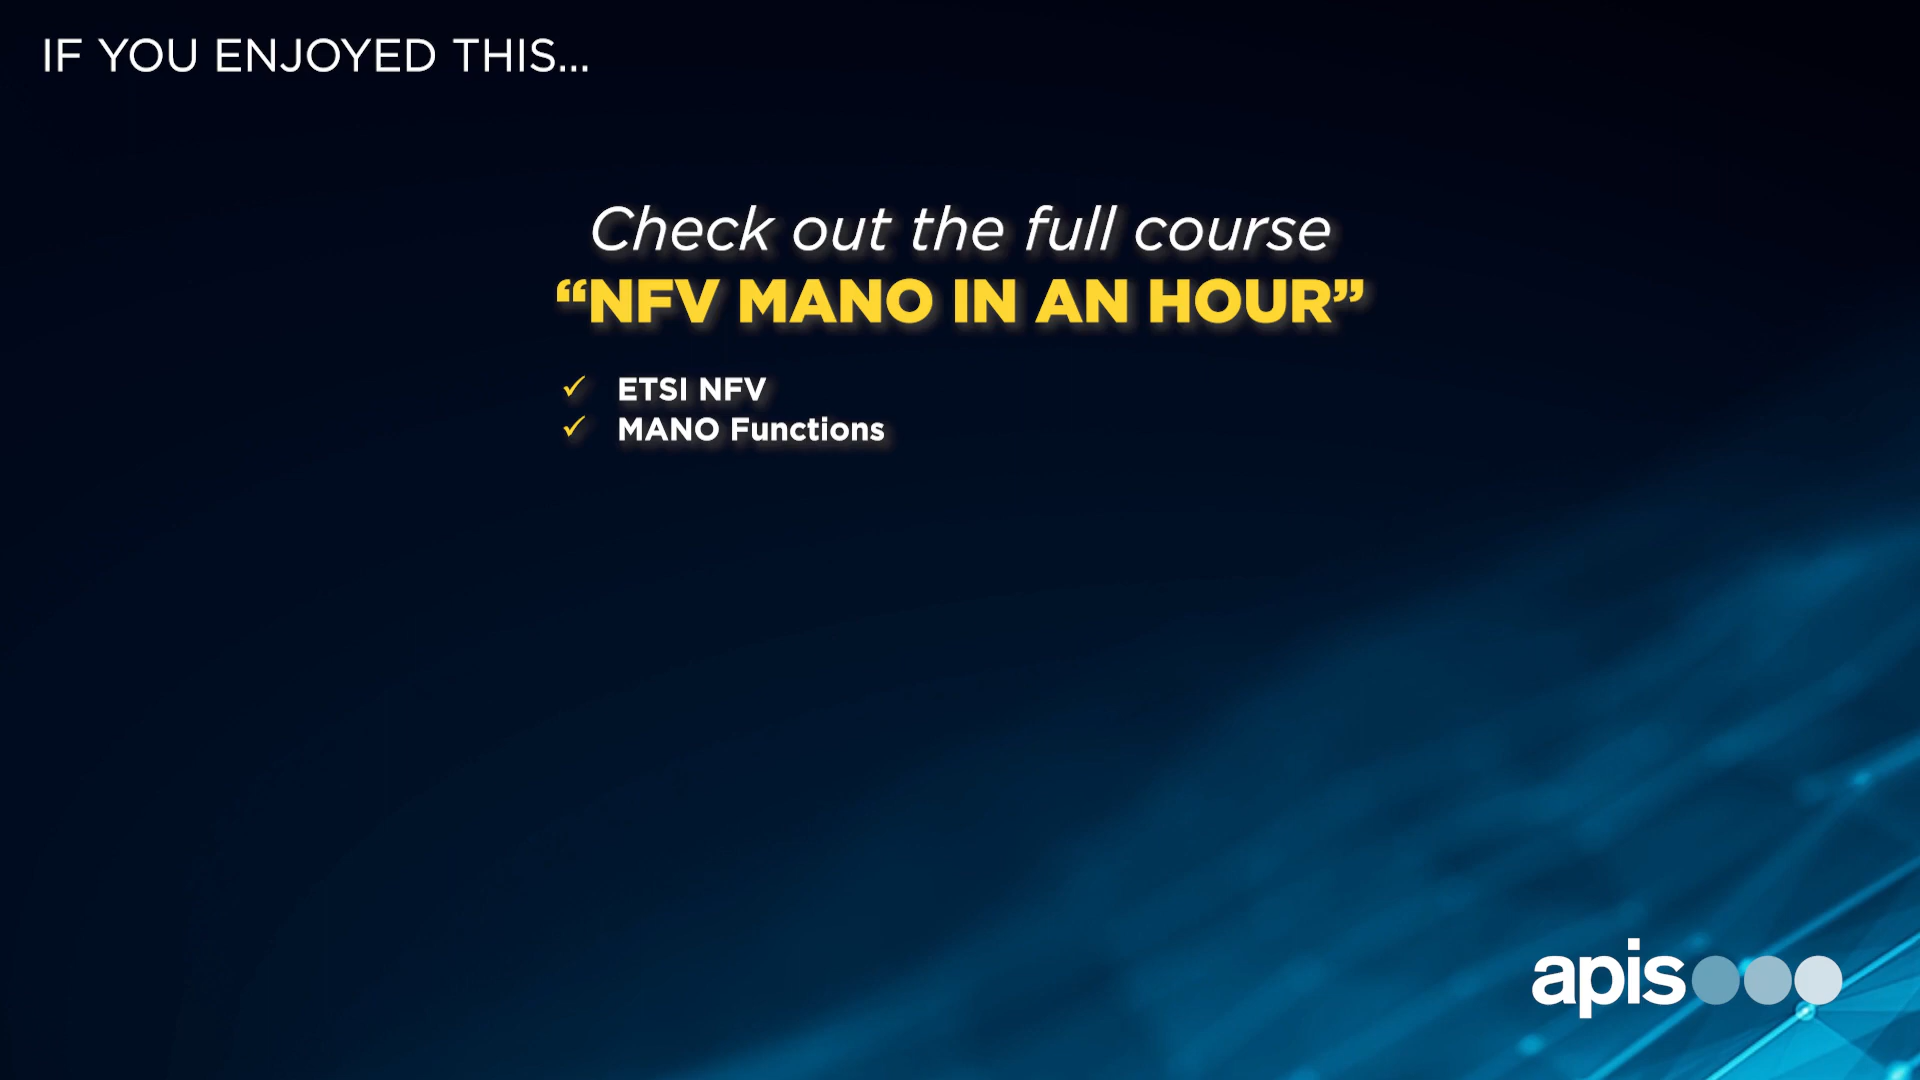 IF YOU ENJOYED THIS...
Check out the full course
“NFV MANO IN AN HOUR”
✓ ETSI NFV
✓ MANO Functions
apis